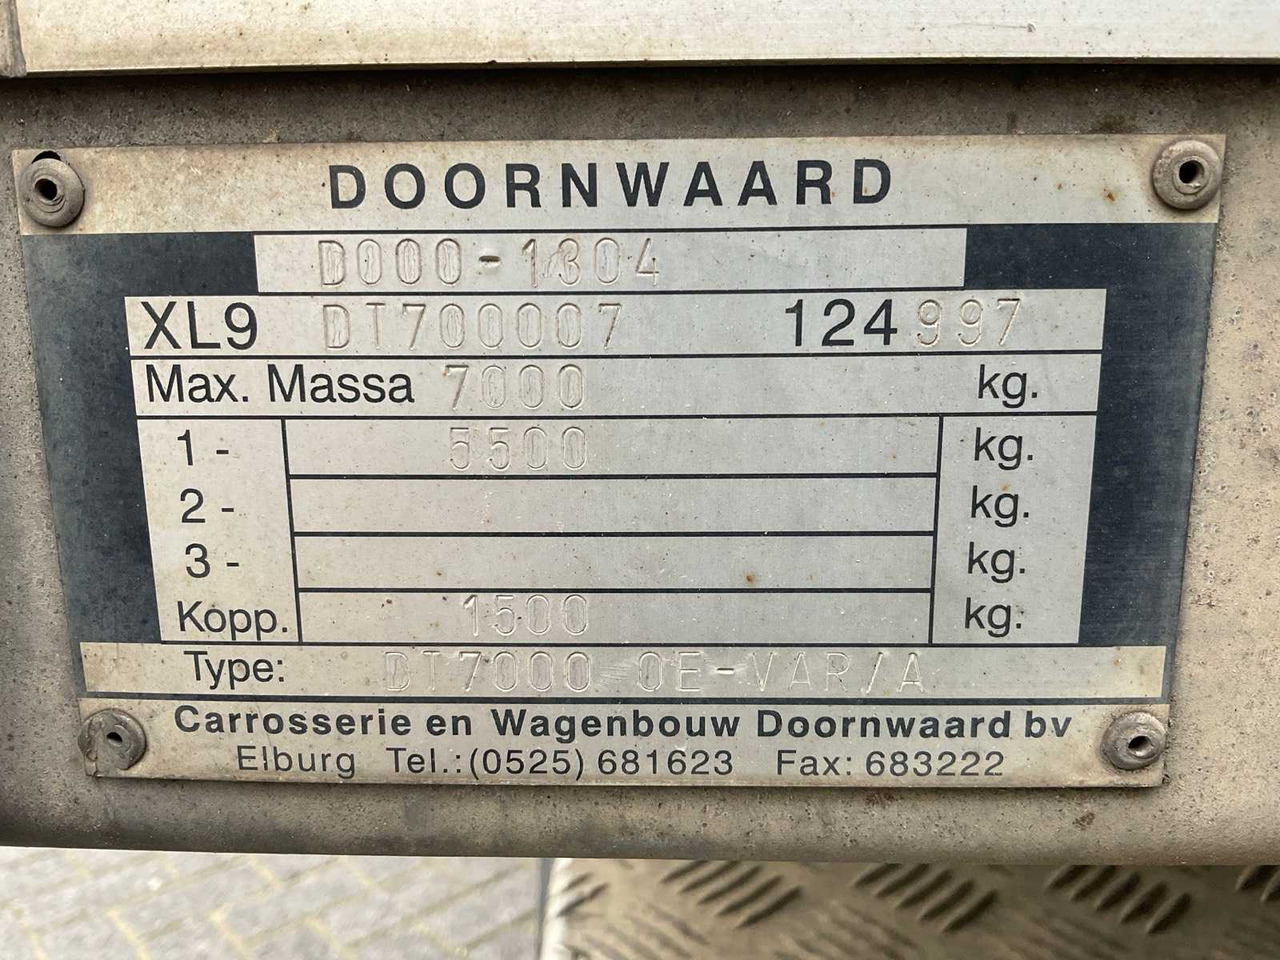 DOORNWAARD
D000-1304
XL9 DT700007 124997
Max. Massa 7000 kg.
1- 5500 kg.
2- kg.
3- kg.
Kopp. 1500 kg.
Type: DT7000 OE-VAR/A
Carrosserie en Wagenbouw Doornwaard bv
Elburg Tel.:(0525) 681623 Fax: 683222